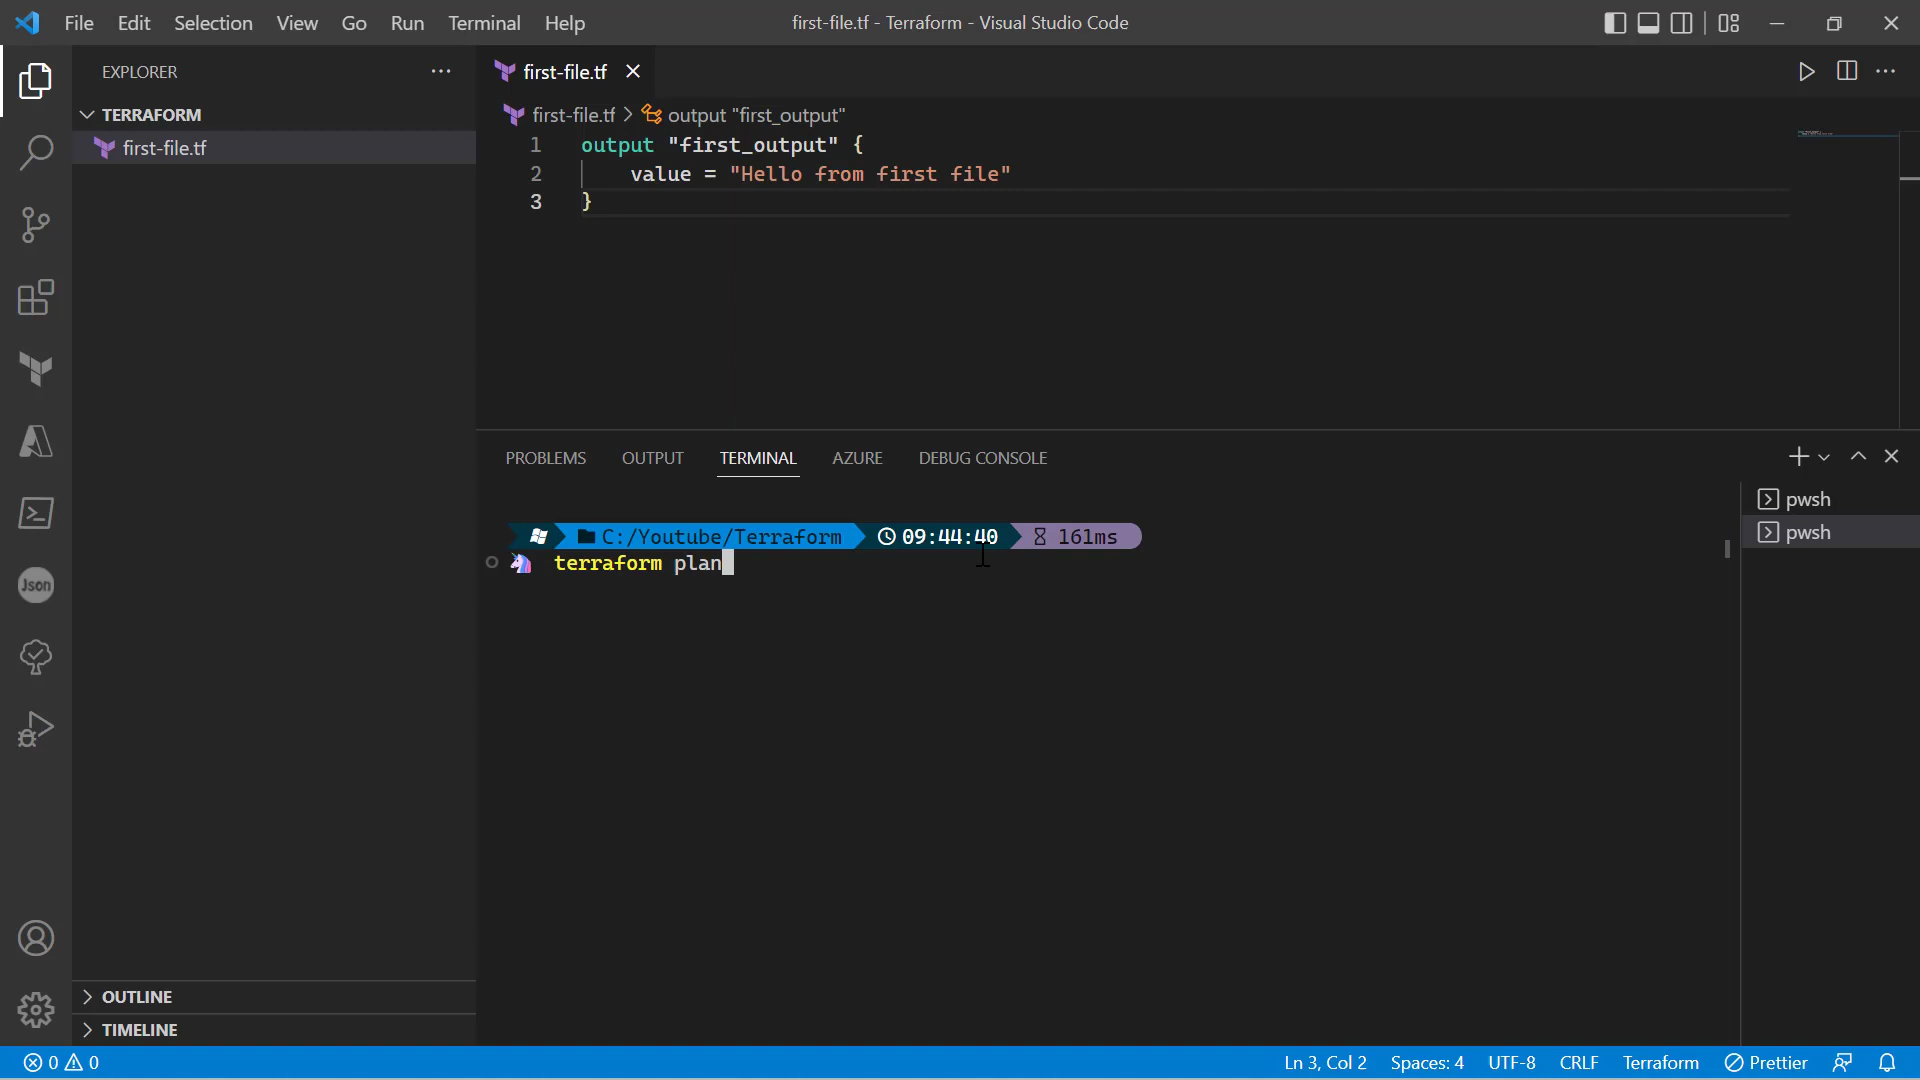 File Edit Selection View Go Run Terminal Help
first-file.tf - Terraform - Visual Studio Code
EXPLORER
TERRAFORM
first-file.tf
first-file.tf
first-file.tf > output "first_output"
1 output "first_output" {
2 value = "Hello from first file"
3 }
PROBLEMS OUTPUT TERMINAL AZURE DEBUG CONSOLE
C:/Youtube/Terraform 09:44:40 161ms
terraform plan
pwsh
pwsh
Json
OUTLINE
TIMELINE
0 0
Ln 3, Col 2 Spaces: 4 UTF-8 CRLF Terraform Prettier